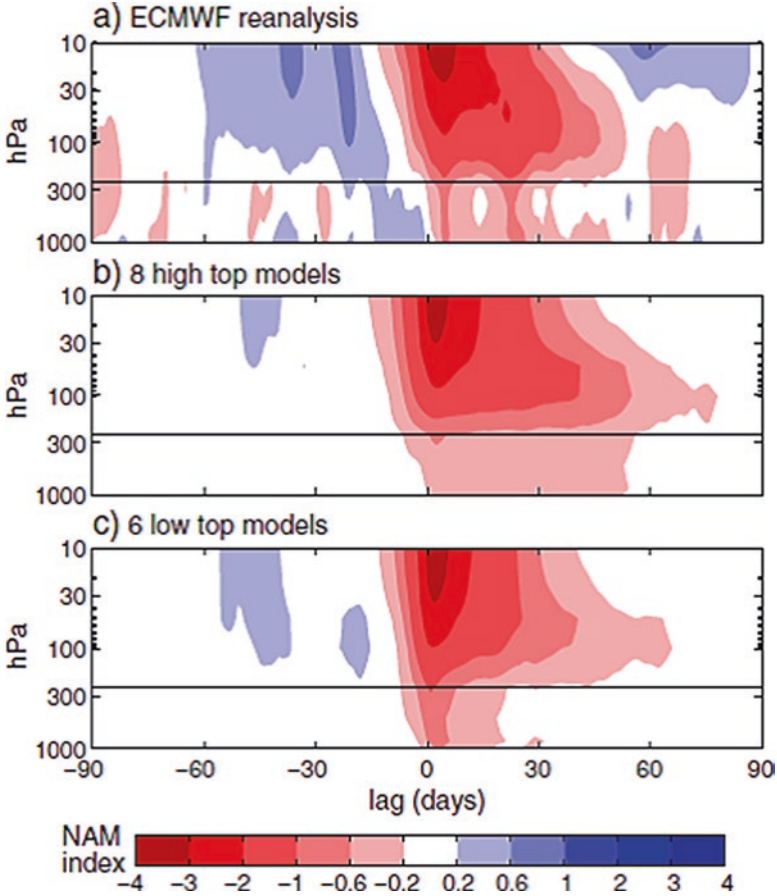 a) ECMWF reanalysis
10
30
100
300
1000
hPa
b) 8 high top models
10
30
100
300
1000
hPa
c) 6 low top models
10
30
100
300
1000
hPa
−90 −60 −30 0 30 60 90
lag (days)
NAM
index
−4 −3 −2 −1 −0.6 −0.2 0.2 0.6 1 2 3 4